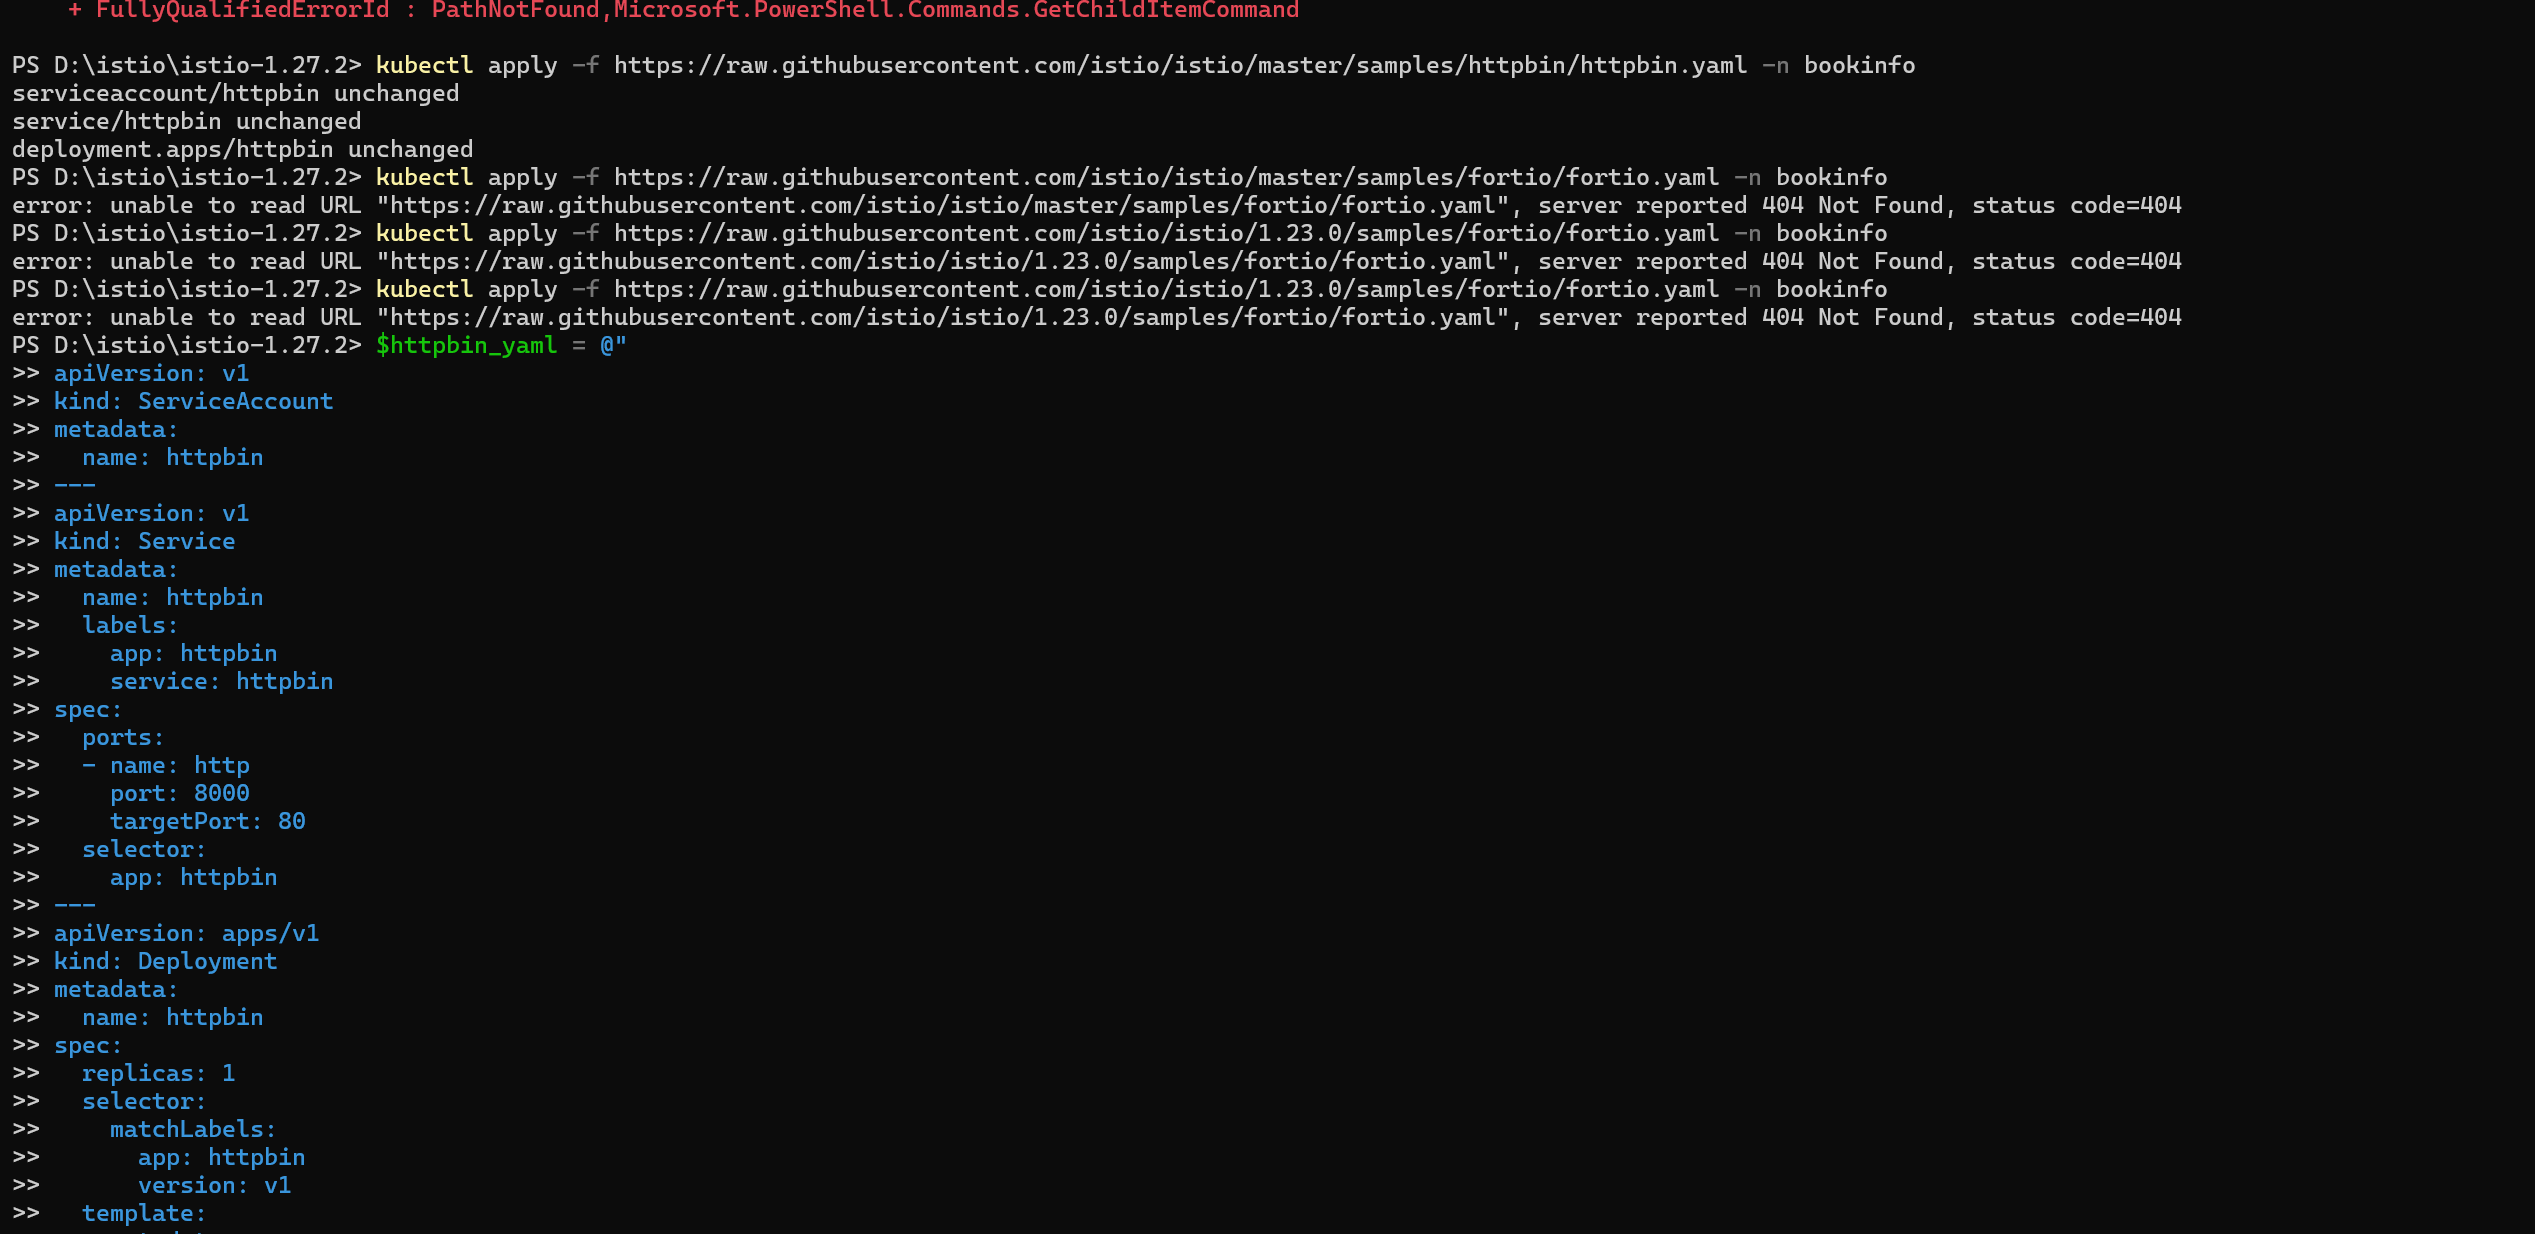 + FullyQualifiedErrorId : PathNotFound,Microsoft.PowerShell.Commands.GetChildItemCommand
PS D:\istio\istio-1.27.2> kubectl apply -f https://raw.githubusercontent.com/istio/istio/master/samples/httpbin/httpbin.yaml -n bookinfo
serviceaccount/httpbin unchanged
service/httpbin unchanged
deployment.apps/httpbin unchanged
PS D:\istio\istio-1.27.2> kubectl apply -f https://raw.githubusercontent.com/istio/istio/master/samples/fortio/fortio.yaml -n bookinfo
error: unable to read URL "https://raw.githubusercontent.com/istio/istio/master/samples/fortio/fortio.yaml", server reported 404 Not Found, status code=404
PS D:\istio\istio-1.27.2> kubectl apply -f https://raw.githubusercontent.com/istio/istio/1.23.0/samples/fortio/fortio.yaml -n bookinfo
error: unable to read URL "https://raw.githubusercontent.com/istio/istio/1.23.0/samples/fortio/fortio.yaml", server reported 404 Not Found, status code=404
PS D:\istio\istio-1.27.2> kubectl apply -f https://raw.githubusercontent.com/istio/istio/1.23.0/samples/fortio/fortio.yaml -n bookinfo
error: unable to read URL "https://raw.githubusercontent.com/istio/istio/1.23.0/samples/fortio/fortio.yaml", server reported 404 Not Found, status code=404
PS D:\istio\istio-1.27.2> $httpbin_yaml = @"
>> apiVersion: v1
>> kind: ServiceAccount
>> metadata:
>>   name: httpbin
>> ---
>> apiVersion: v1
>> kind: Service
>> metadata:
>>   name: httpbin
>>   labels:
>>     app: httpbin
>>     service: httpbin
>> spec:
>>   ports:
>>   - name: http
>>     port: 8000
>>     targetPort: 80
>>   selector:
>>     app: httpbin
>> ---
>> apiVersion: apps/v1
>> kind: Deployment
>> metadata:
>>   name: httpbin
>> spec:
>>   replicas: 1
>>   selector:
>>     matchLabels:
>>       app: httpbin
>>       version: v1
>>   template: